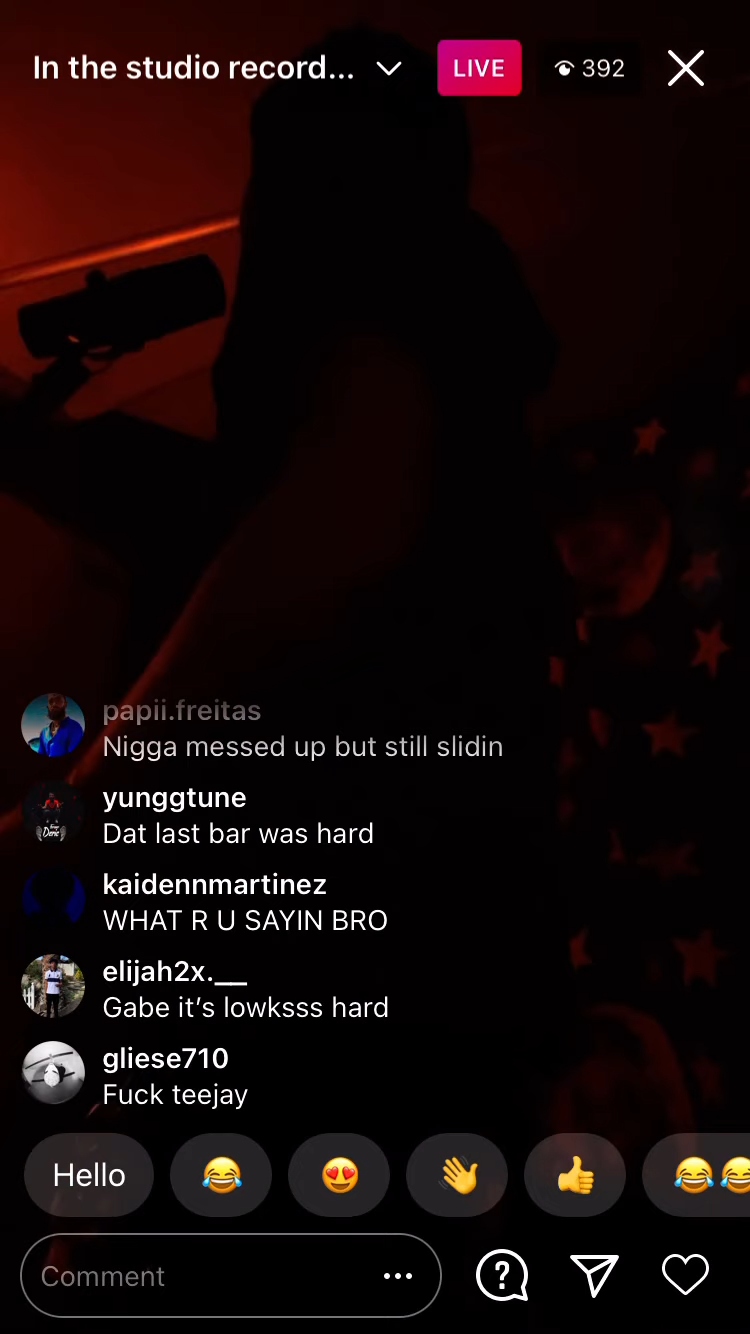 In the studio record...
LIVE
392
papii.freitas
Nigga messed up but still slidin
yunggtune
Dat last bar was hard
kaidennmartinez
WHAT R U SAYIN BRO
elijah2x.__
Gabe it’s lowksss hard
gliese710
Fuck teejay
Hello 😂 😍 👋 👍 😂😂
Comment